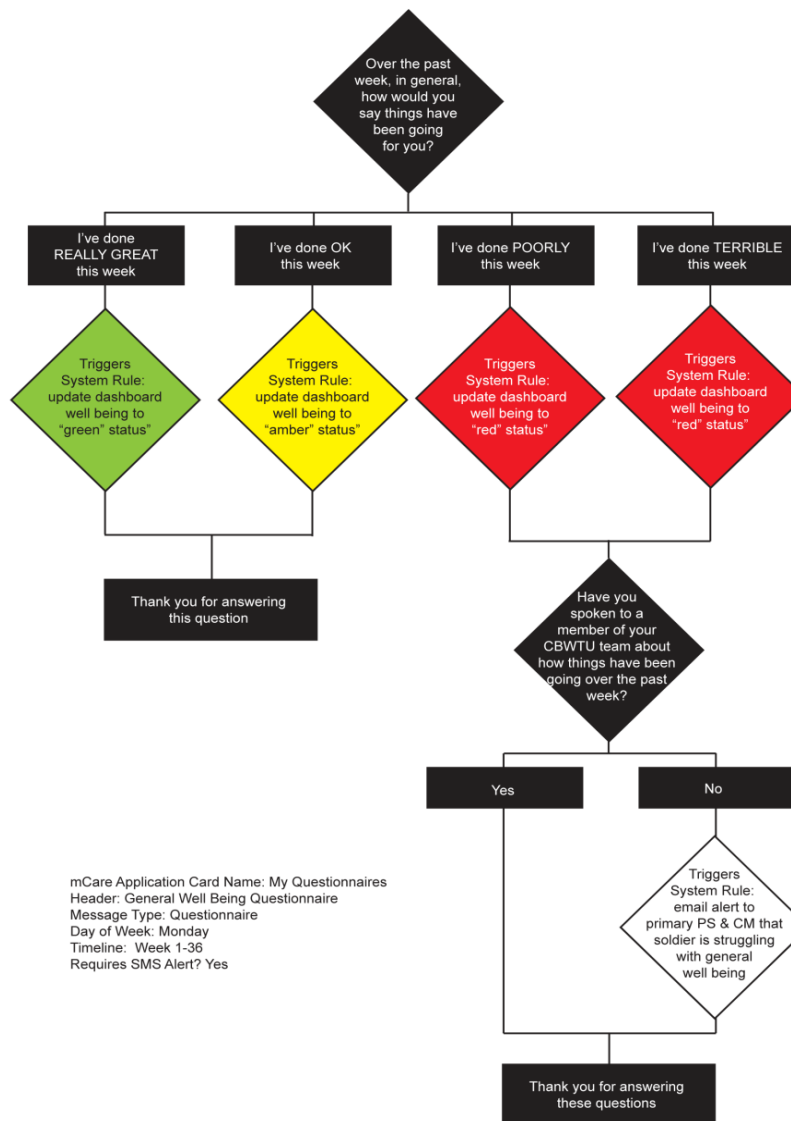 Over the past
week, in general,
how would you
say things have
been going
for you?
I've done
REALLY GREAT
this week
I've done OK
this week
I've done POORLY
this week
I've done TERRIBLE
this week
Triggers
System Rule:
update dashboard
well being to
“green” status”
Triggers
System Rule:
update dashboard
well being to
“amber” status”
Triggers
System Rule:
update dashboard
well being to
“red” status”
Triggers
System Rule:
update dashboard
well being to
“red” status”
Thank you for answering
this question
Have you
spoken to a
member of your
CBWTU team about
how things have been
going over the past
week?
Yes
No
Triggers
System Rule:
email alert to
primary PS & CM that
soldier is struggling
with general
well being
mCare Application Card Name: My Questionnaires
Header: General Well Being Questionnaire
Message Type: Questionnaire
Day of Week: Monday
Timeline: Week 1-36
Requires SMS Alert? Yes
Thank you for answering
these questions